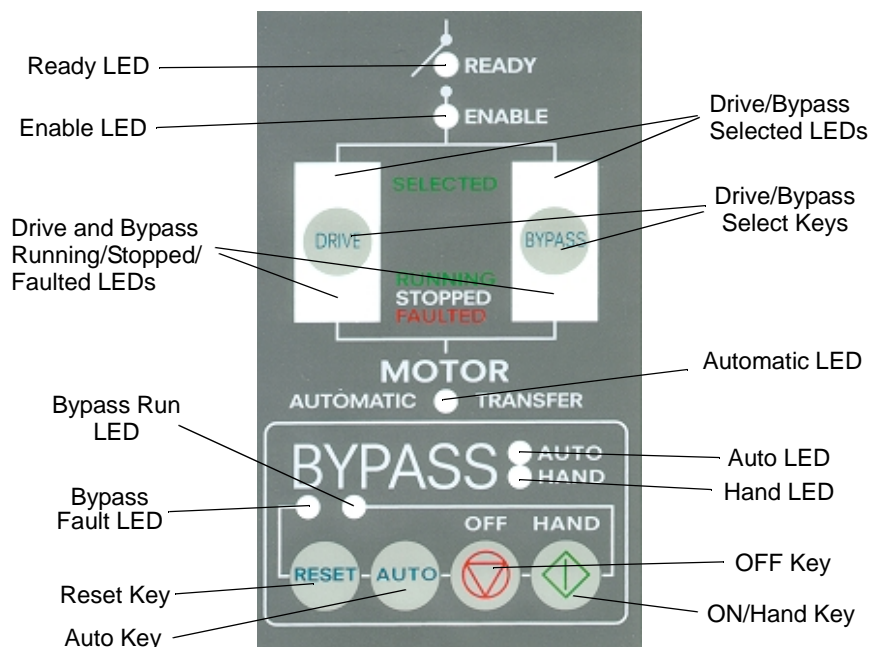 Ready LED
READY
Enable LED
ENABLE
Drive/Bypass
Selected LEDs
SELECTED
Drive and Bypass
Running/Stopped/
Faulted LEDs
DRIVE
BYPASS
Drive/Bypass
Select Keys
RUNNING
STOPPED
FAULTED
MOTOR
AUTOMATIC
TRANSFER
Automatic LED
Bypass Run
LED
BYPASS
AUTO
HAND
Auto LED
Hand LED
Bypass
Fault LED
OFF
HAND
RESET
AUTO
OFF Key
Reset Key
ON/Hand Key
Auto Key